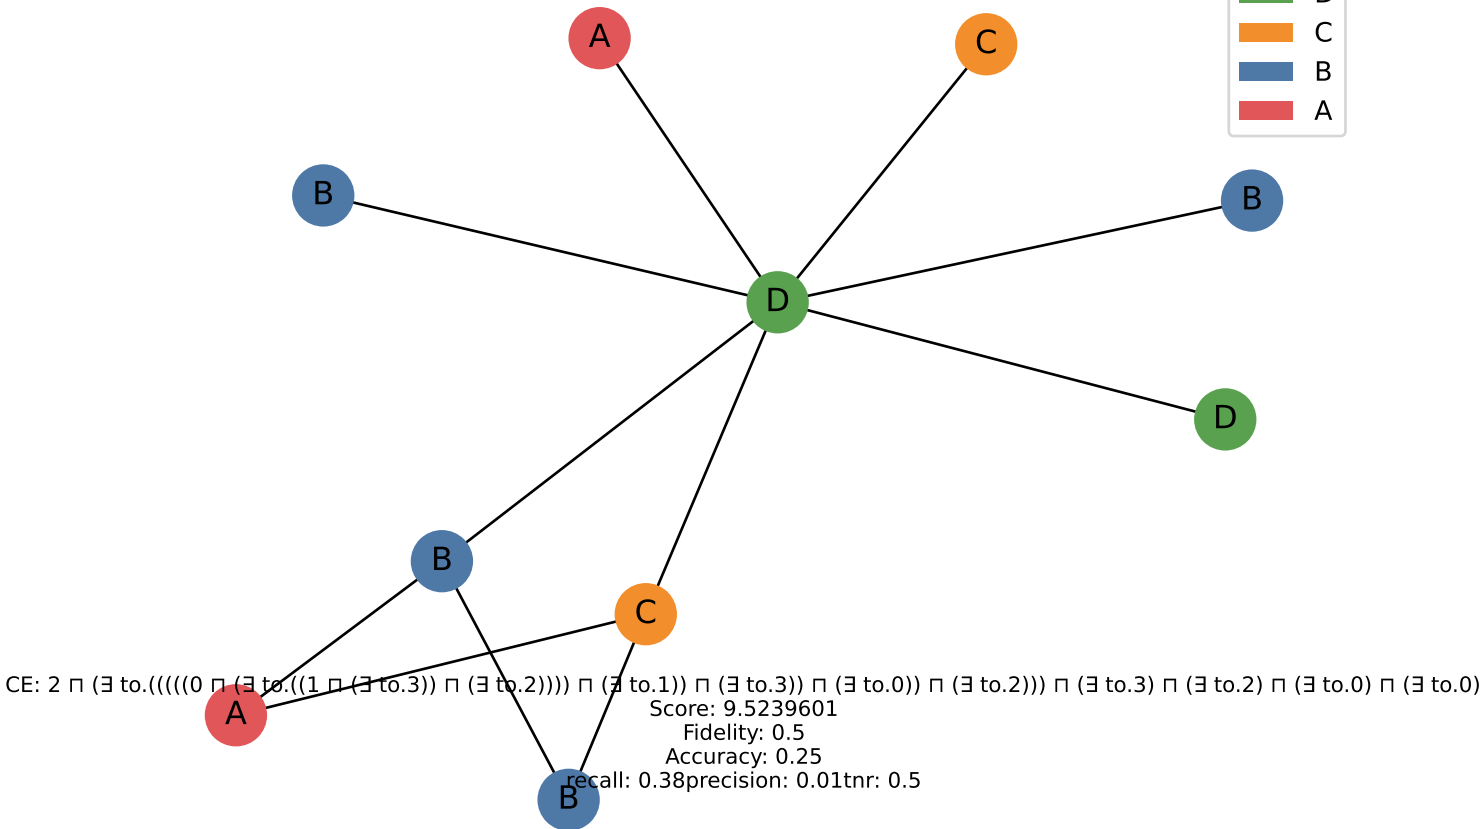 D
A
C
C
B
A
B
B
D
D
B
C
CE: 2 ⊓ (∃ to.(((((0 ⊓ (∃ to.((1 ⊓ (∃ to.3)) ⊓ (∃ to.2)))) ⊓ (∃ to.1)) ⊓ (∃ to.3)) ⊓ (∃ to.0)) ⊓ (∃ to.2))) ⊓ (∃ to.3) ⊓ (∃ to.2) ⊓ (∃ to.0) ⊓ (∃ to.0)
A
Score: 9.5239601
Fidelity: 0.5
Accuracy: 0.25
recall: 0.38precision: 0.01tnr: 0.5
B